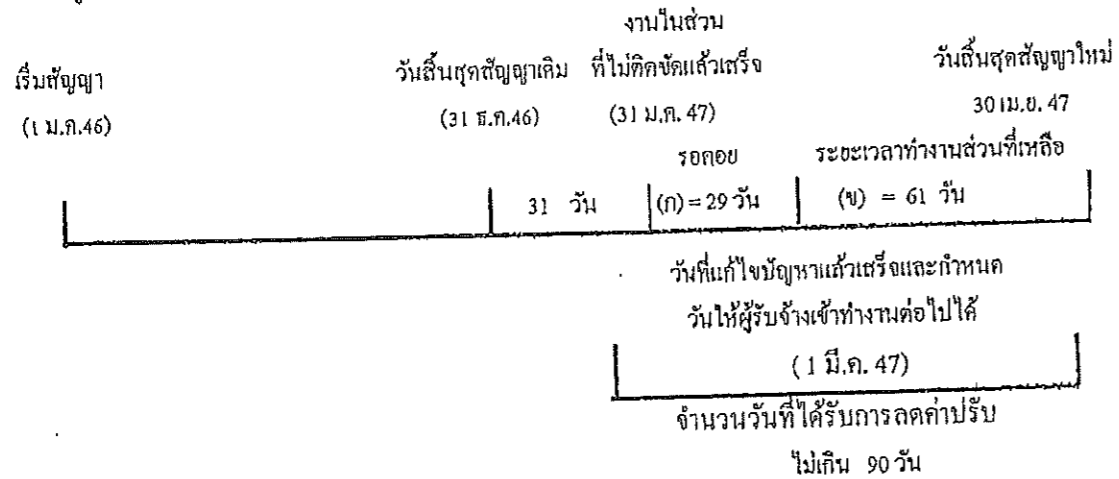 งานในส่วน
เริ่มสัญญา วันสิ้นสุดสัญญาเดิม ที่ไม่ติดขัดแล้วเสร็จ วันสิ้นสุดสัญญาใหม่
(1 ม.ค.46) (31 ธ.ค.46) (31 ม.ค. 47) 30 เม.ย. 47
รอคอย ระยะเวลาทำงานส่วนที่เหลือ
31 วัน (ก) = 29 วัน (ข) = 61 วัน
วันที่แก้ไขปัญหาแล้วเสร็จและกำหนด
วันให้ผู้รับจ้างเข้าทำงานต่อไปได้
( 1 มี.ค. 47)
จำนวนวันที่ได้รับการลดค่าปรับ
ไม่เกิน 90 วัน